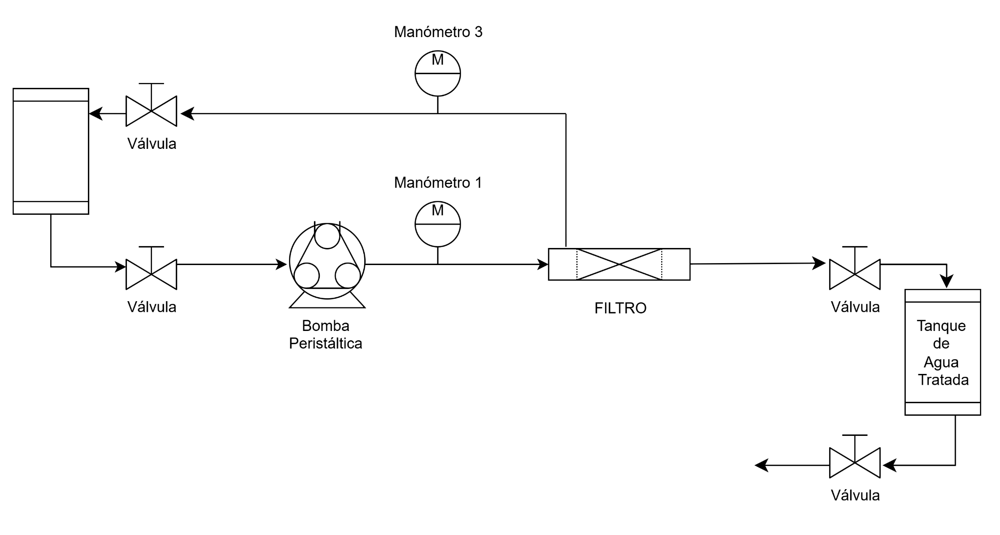 Manómetro 3
M
Válvula
Manómetro 1
M
Válvula
Bomba
Peristáltica
FILTRO
Válvula
Tanque
de
Agua
Tratada
Válvula